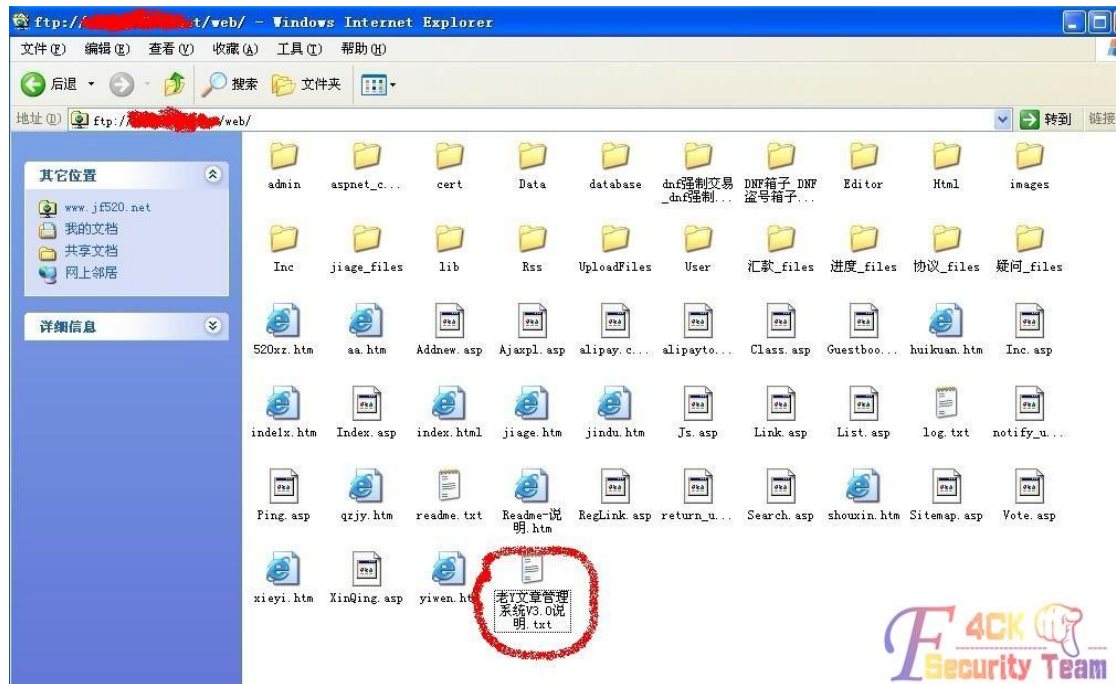 ftp:// t/web/ - Windows Internet Explorer
文件(F) 编辑(E) 查看(V) 收藏(A) 工具(T) 帮助(H)
后退 搜索 文件夹
地址(D) ftp:// /web/ 转到 链接
其它位置
www.jf520.net
我的文档
共享文档
网上邻居
详细信息
admin aspnet_c... cert Data database dnf强制交易 DNF箱子_DNF Editor Html images
_dnf强制... 盗号箱子...
Inc jiage_files lib Rss UploadFiles User 汇款_files 进度_files 协议_files 疑问_files
520xz.htm aa.htm Addnew.asp Ajaxpl.asp alipay.c... alipayto... Class.asp Guestboo... huikuan.htm Inc.asp
inde1x.htm Index.asp index.html jiage.htm jindu.htm Js.asp Link.asp List.asp log.txt notify_u...
Ping.asp qzjy.htm readme.txt Readme-说 RegLink.asp return_u... Search.asp shouxin.htm Sitemap.asp Vote.asp
明.htm
xieyi.htm XinQing.asp yiwen.ht 老Y文章管理
系统V3.0说
明.txt
F4CK
Security Team